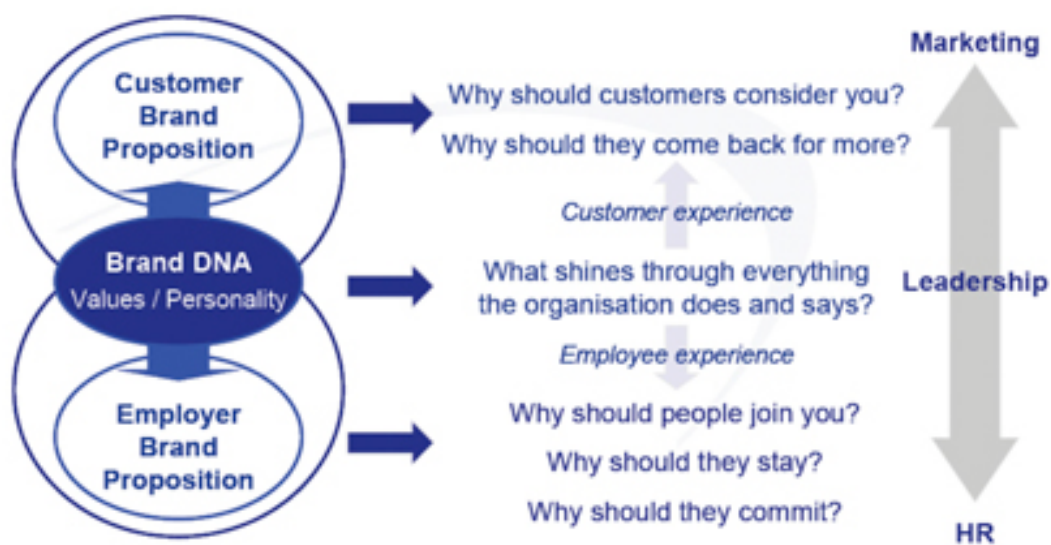 Customer
Brand
Proposition
Brand DNA
Values / Personality
Employer
Brand
Proposition
Why should customers consider you?
Why should they come back for more?
Customer experience
What shines through everything
the organisation does and says?
Employee experience
Why should people join you?
Why should they stay?
Why should they commit?
Marketing
Leadership
HR